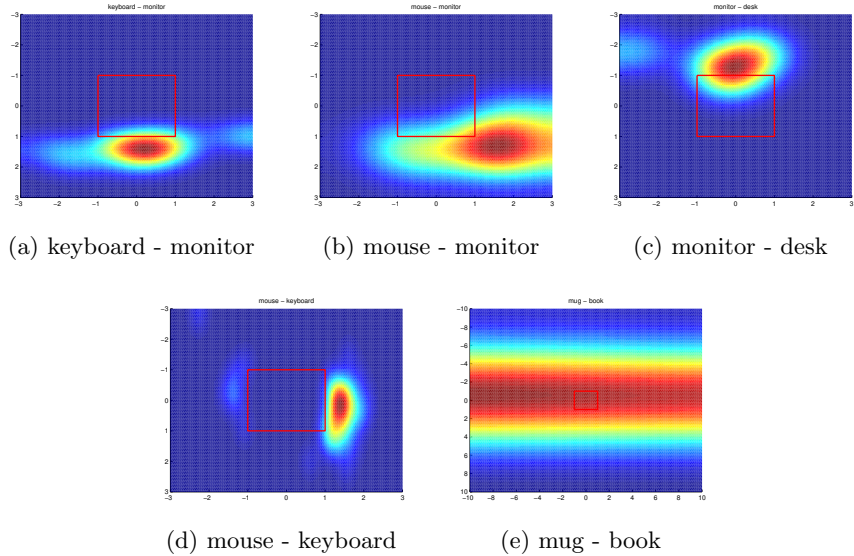 keyboard − monitor
−3
−2
−1
0
1
2
3
−3 −2 −1 0 1 2 3
(a) keyboard - monitor
mouse − monitor
−3
−2
−1
0
1
2
3
−3 −2 −1 0 1 2 3
(b) mouse - monitor
monitor − desk
−3
−2
−1
0
1
2
3
−3 −2 −1 0 1 2 3
(c) monitor - desk
mouse − keyboard
−3
−2
−1
0
1
2
3
−3 −2 −1 0 1 2 3
(d) mouse - keyboard
mug − book
−10
−8
−6
−4
−2
0
2
4
6
8
10
−10 −8 −6 −4 −2 0 2 4 6 8 10
(e) mug - book